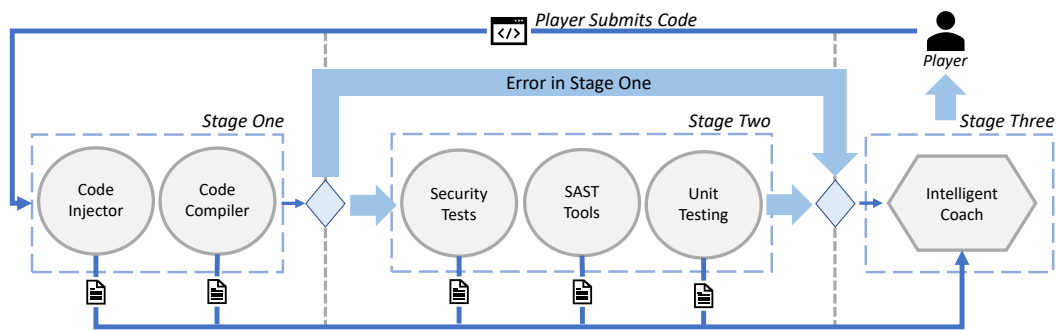 Player Submits Code
</>
Player
Error in Stage One
Stage One
Stage Two
Stage Three
Code
Injector
Code
Compiler
Security
Tests
SAST
Tools
Unit
Testing
Intelligent
Coach